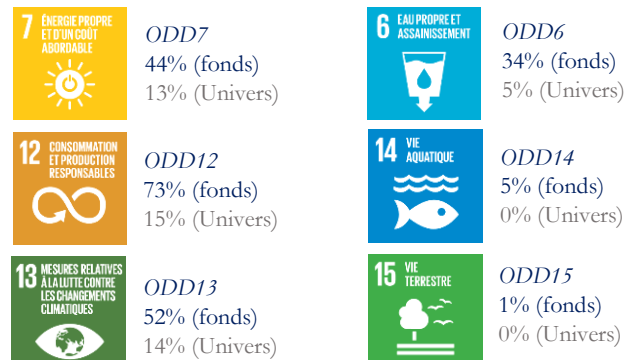 7 ÉNERGIE PROPRE
ET D'UN COÛT
ABORDABLE
ODD7
44% (fonds)
13% (Univers)
6 EAU PROPRE ET
ASSAINISSEMENT
ODD6
34% (fonds)
5% (Univers)
12 CONSOMMATION
ET PRODUCTION
RESPONSABLES
ODD12
73% (fonds)
15% (Univers)
14 VIE
AQUATIQUE
ODD14
5% (fonds)
0% (Univers)
13 MESURES RELATIVES
À LA LUTTE CONTRE
LES CHANGEMENTS
CLIMATIQUES
ODD13
52% (fonds)
14% (Univers)
15 VIE
TERRESTRE
ODD15
1% (fonds)
0% (Univers)